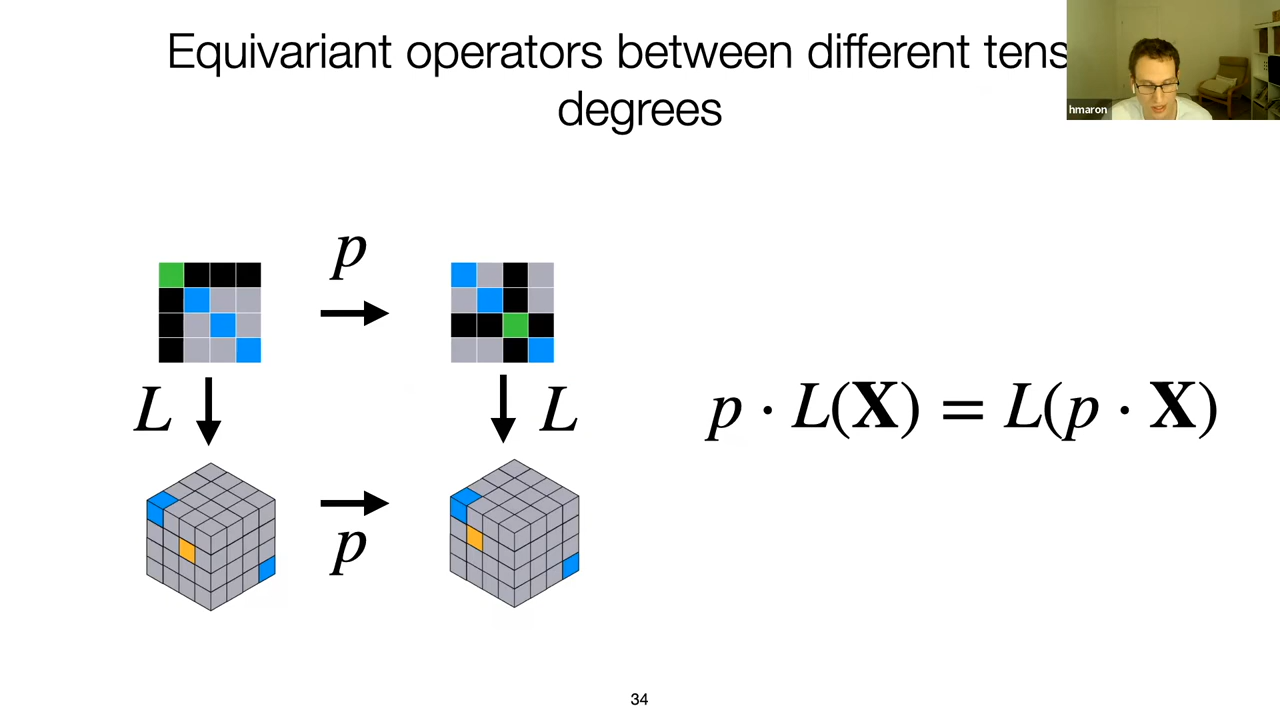 Equivariant operators between different tens
degrees
hmaron
p
L
L
p · L(X) = L(p · X)
p
34